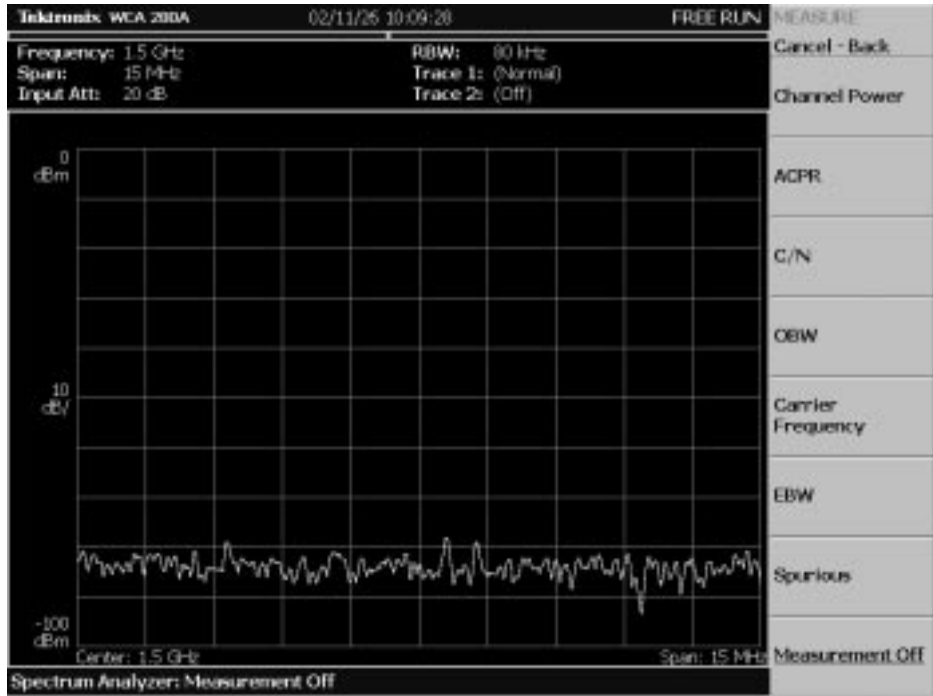 Tektronix WCA 200A 02/11/26 10:09:28 FREE RUN
Frequency: 1.5 GHz RBW: 80 kHz
Span: 15 MHz Trace 1: (Normal)
Input Att: 20 dB Trace 2: (Off)
0
dBm
10
dB/
-100
dBm
Center: 1.5 GHz Span: 15 MHz
Spectrum Analyzer: Measurement Off
MEASURE
Cancel - Back
Channel Power
ACPR
C/N
OBW
Carrier
Frequency
EBW
Spurious
Measurement Off